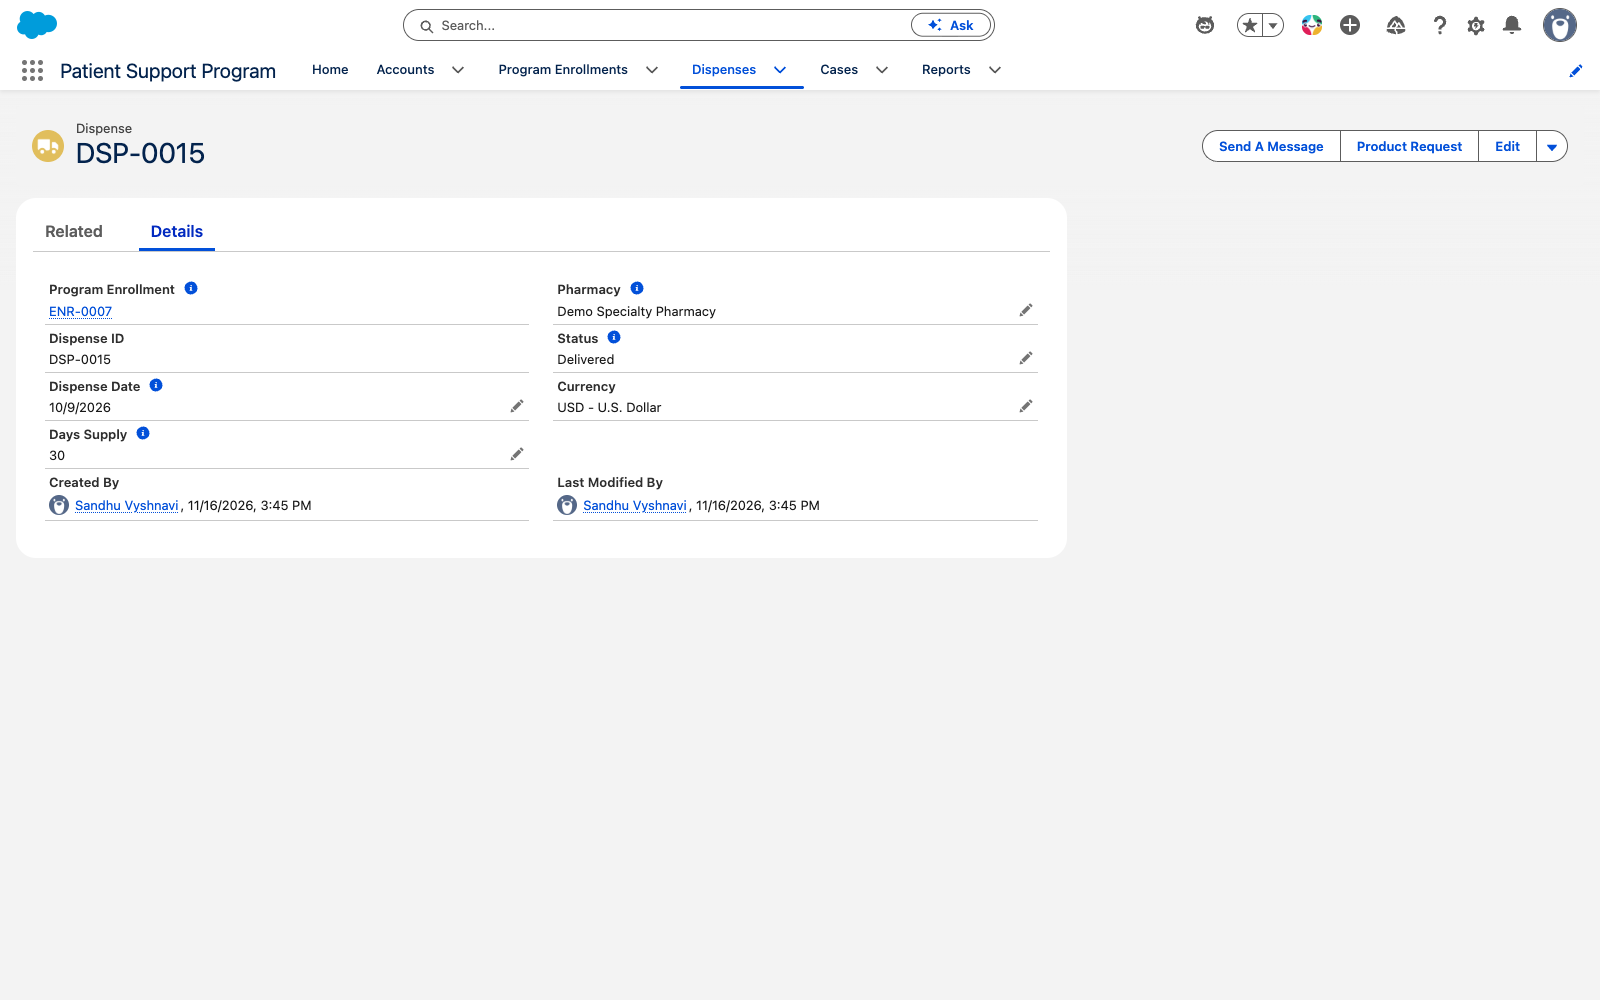 Search...
Ask
Patient Support Program
Home
Accounts
Program Enrollments
Dispenses
Cases
Reports
Dispense
DSP-0015
Send A Message
Product Request
Edit
Related
Details
Program Enrollment
ENR-0007
Pharmacy
Demo Specialty Pharmacy
Dispense ID
DSP-0015
Status
Delivered
Dispense Date
10/9/2026
Currency
USD - U.S. Dollar
Days Supply
30
Created By
Sandhu Vyshnavi, 11/16/2026, 3:45 PM
Last Modified By
Sandhu Vyshnavi, 11/16/2026, 3:45 PM